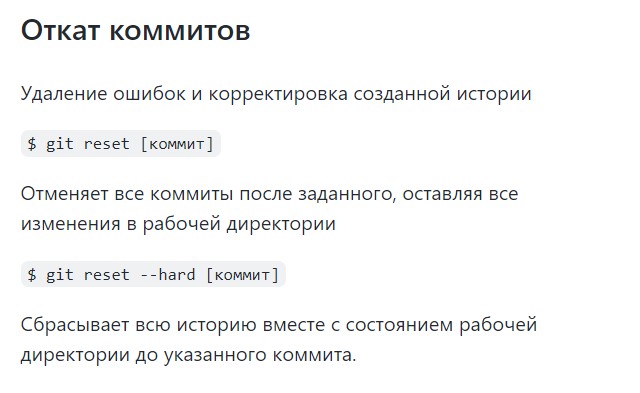 Откат коммитов
Удаление ошибок и корректировка созданной истории
$ git reset [коммит]
Отменяет все коммиты после заданного, оставляя все
изменения в рабочей директории
$ git reset --hard [коммит]
Сбрасывает всю историю вместе с состоянием рабочей
директории до указанного коммита.